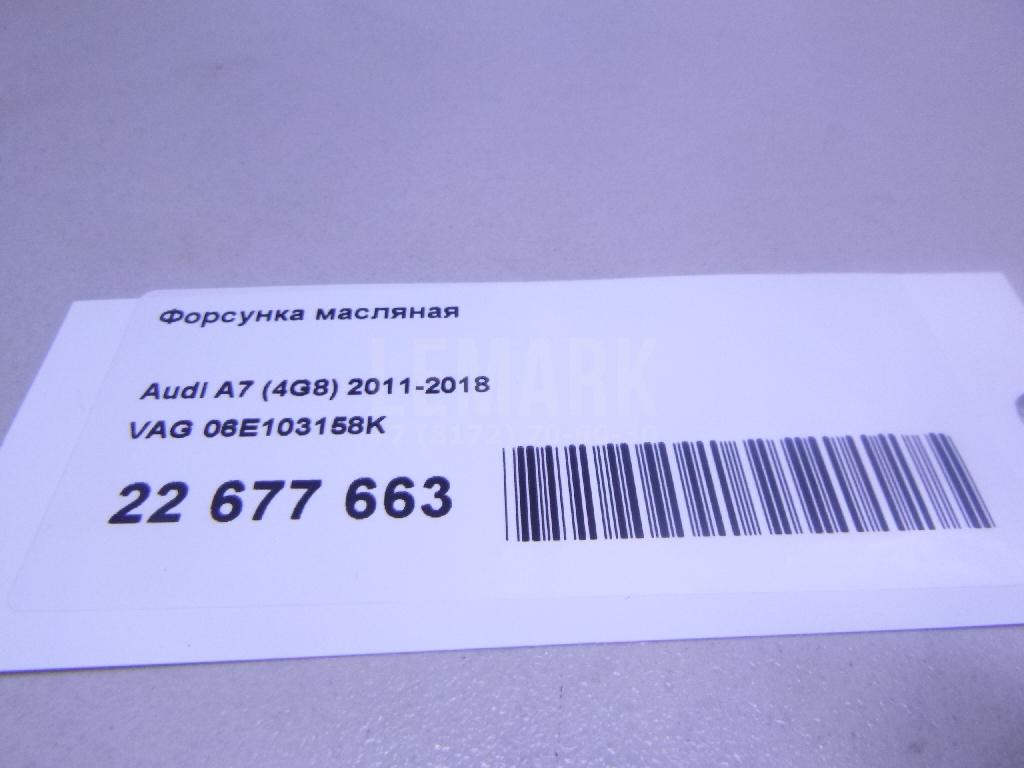 Форсунка масляная
LEMARK
Audi A7 (4G8) 2011-2018
VAG 06E103158K
22 677 663